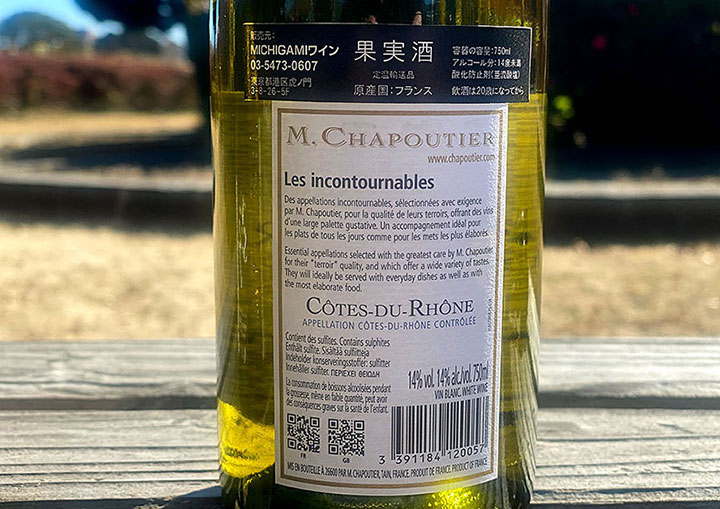 販売元:
MICHIGAMIワイン
03-5473-0607
東京都港区虎ノ門
3-8-26-5F
果実酒
定温輸送品
原産国:フランス
容器の容量:750ml
アルコール分:14度未満
酸化防止剤(亜硫酸塩)
飲酒は20歳になってから
M. CHAPOUTIER
www.chapoutier.com
Les incontournables
Des appellations incontournables, sélectionnées avec exigence
par M. Chapoutier, pour la qualité de leurs terroirs, offrant des vins
d'une large palette gustative. Un accompagnement idéal pour
les plats de tous les jours comme pour les mets les plus élaborés.
Essential appellations selected with the greatest care by M. Chapoutier
for their "terroir" quality, and which offer a wide variety of tastes.
They will ideally be served with everyday dishes as well as with
the most elaborate food.
CÔTES-DU-RHÔNE
APPELLATION CÔTES-DU-RHÔNE CONTRÔLÉE
Contient des sulfites. Contains sulphites
Enthält sulfite. Sisältää sulfiitteja
Indeholder konserveringsstoffer: sulfitter
Innehåller sulfiter. ΠΕΡΙΕΧΕΙ ΘΕΙΩΔΗ
La consommation de boissons alcoolisées pendant
la grossesse, même en faible quantité, peut avoir
des conséquences graves sur la santé de l'enfant.
14% vol. 14% alc/vol. 750ml
VIN BLANC. WHITE WINE
FR
GB
3 391184 120057
MIS EN BOUTEILLE À 26600 PAR M. CHAPOUTIER, TAIN, FRANCE. PRODUIT DE FRANCE. PRODUCT OF FRANCE